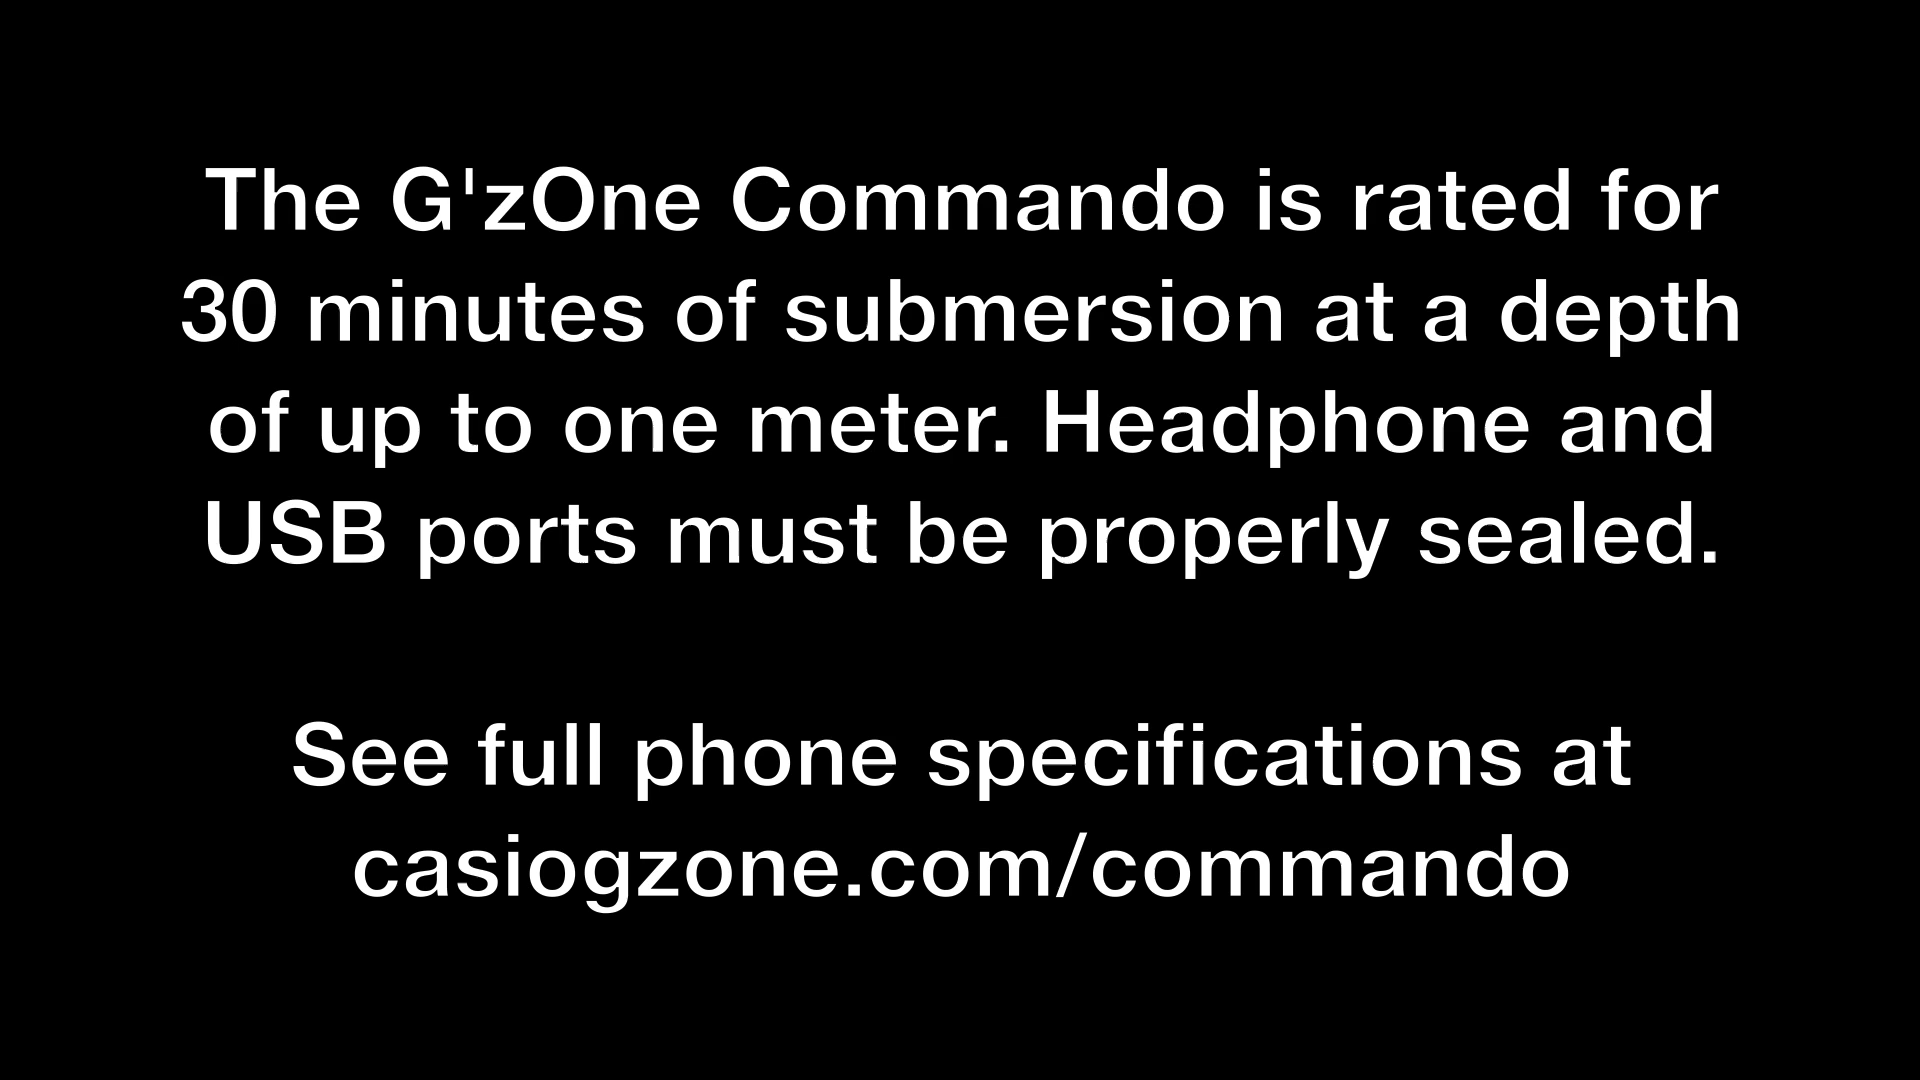 The G'zOne Commando is rated for
30 minutes of submersion at a depth
of up to one meter. Headphone and
USB ports must be properly sealed.
See full phone specifications at
casiogzone.com/commando